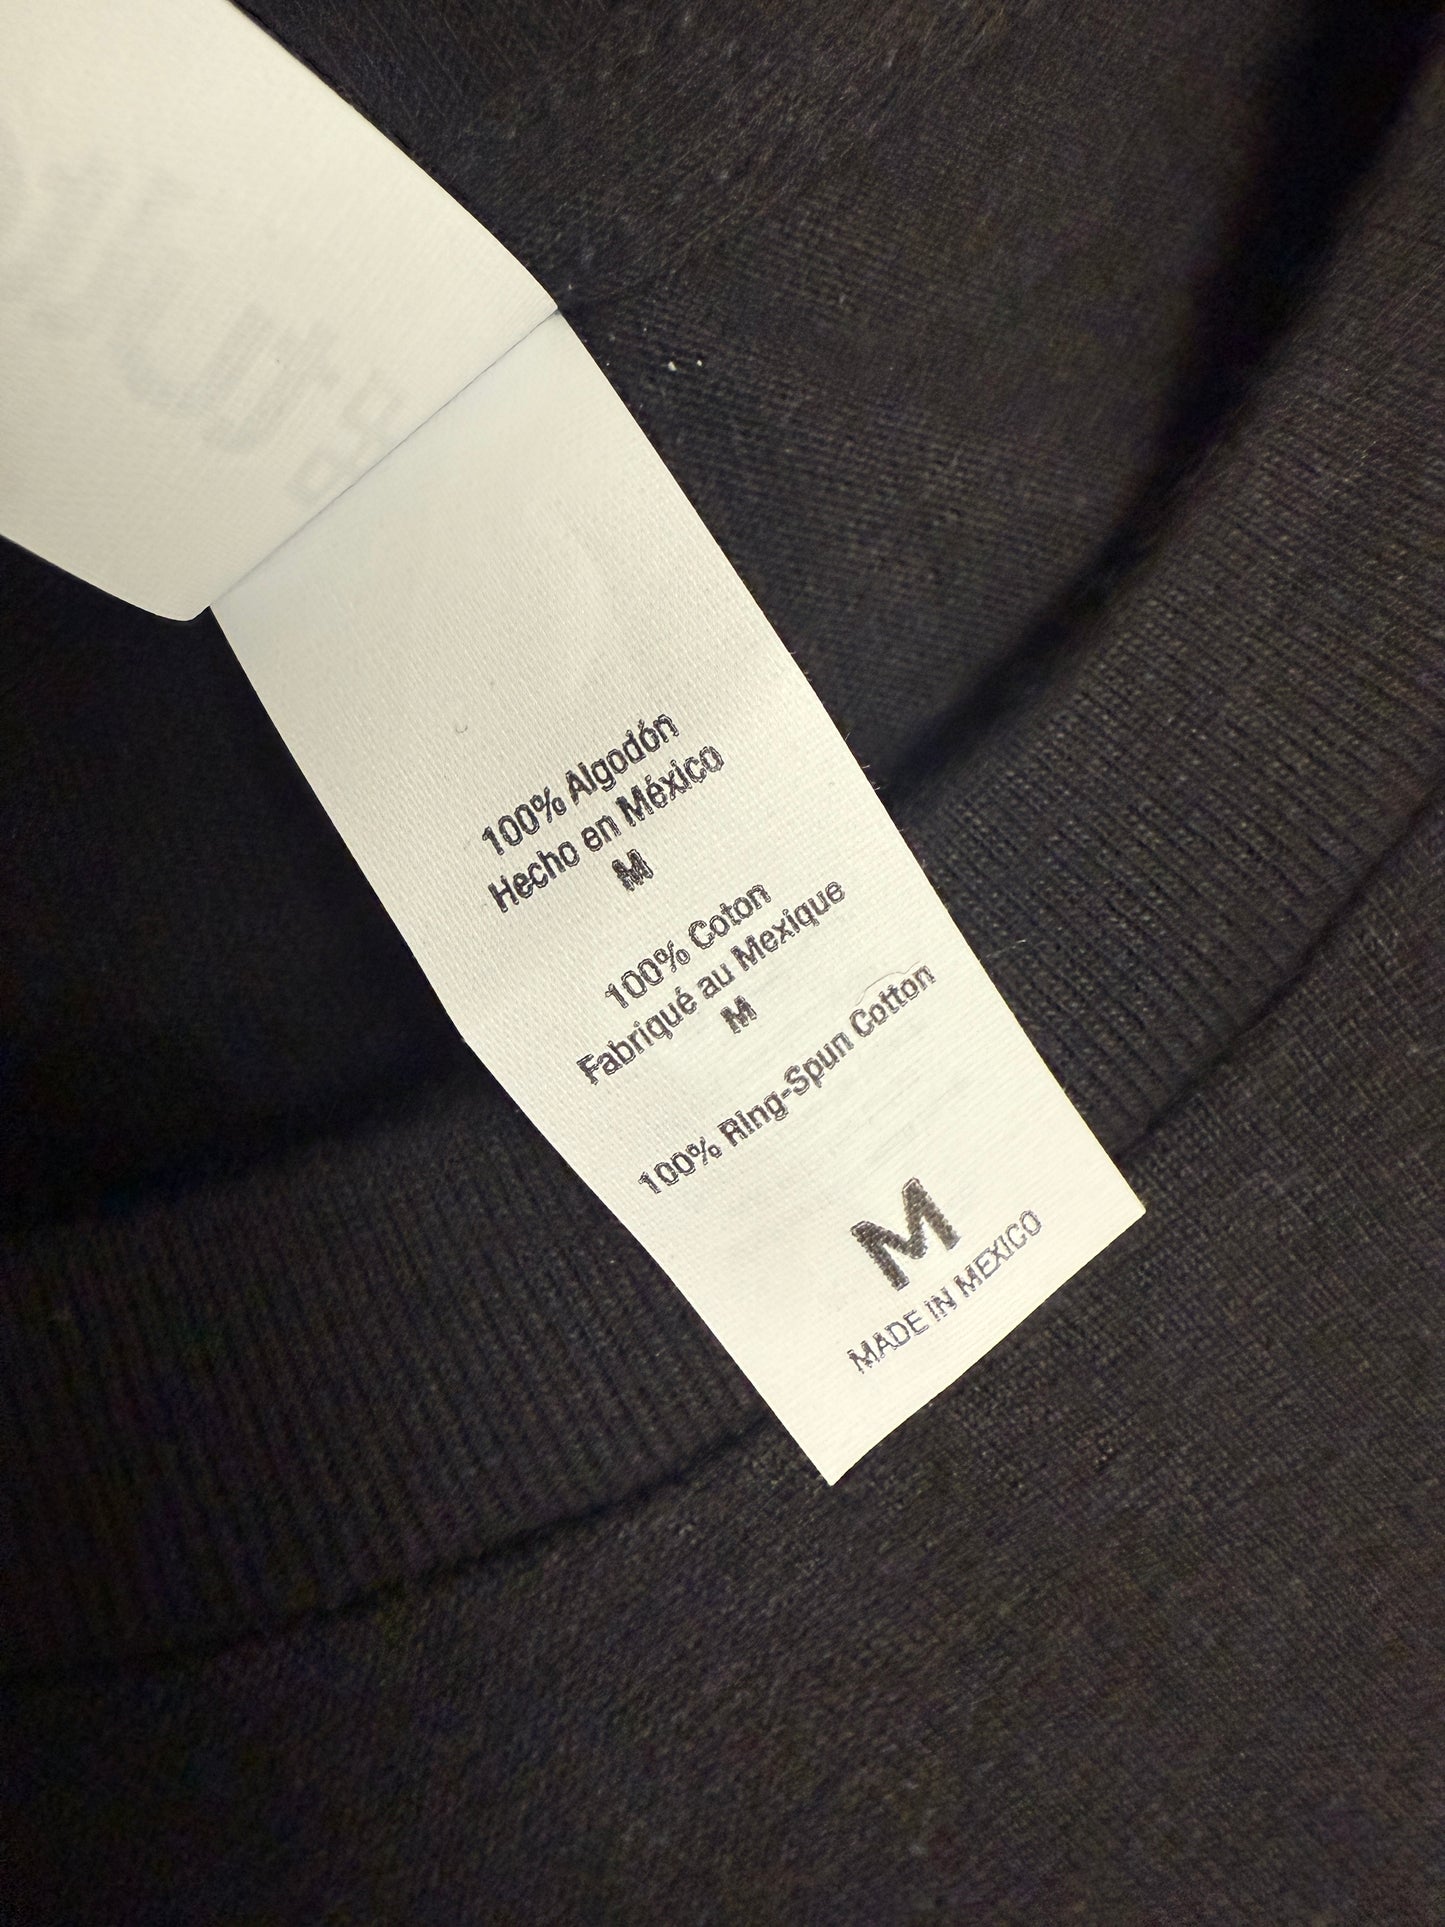 100% Algodón
Hecho en México
M
100% Coton
Fabriqué au Mexique
M
100% Ring-Spun Cotton
M
MADE IN MEXICO